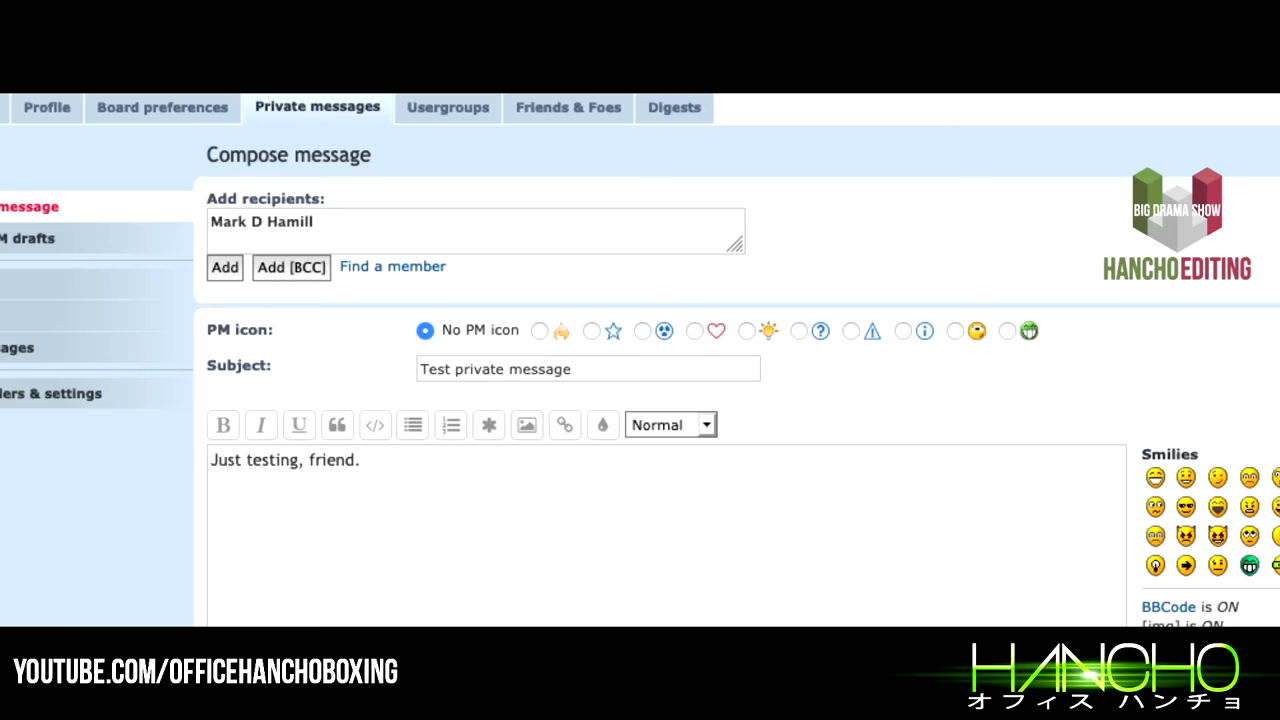 Profile
Board preferences
Private messages
Usergroups
Friends & Foes
Digests
Compose message
message
M drafts
ages
ders & settings
Add recipients:
Mark D Hamill
Add
Add [BCC]
Find a member
BIG DRAMA SHOW
HANCHOEDITING
PM icon:
No PM icon
Subject:
Test private message
B I U
Normal
Just testing, friend.
Smilies
BBCode is ON
[img] is ON
YOUTUBE.COM/OFFICEHANCHOBOXING
HANCHO
オフィス ハンチョ